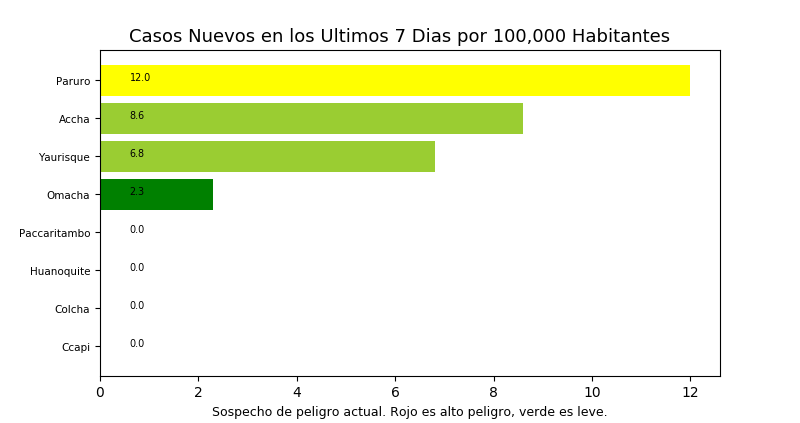 Casos Nuevos en los Ultimos 7 Dias por 100,000 Habitantes
Paruro 12.0
Accha 8.6
Yaurisque 6.8
Omacha 2.3
Paccaritambo 0.0
Huanoquite 0.0
Colcha 0.0
Ccapi 0.0
0 2 4 6 8 10 12
Sospecho de peligro actual. Rojo es alto peligro, verde es leve.